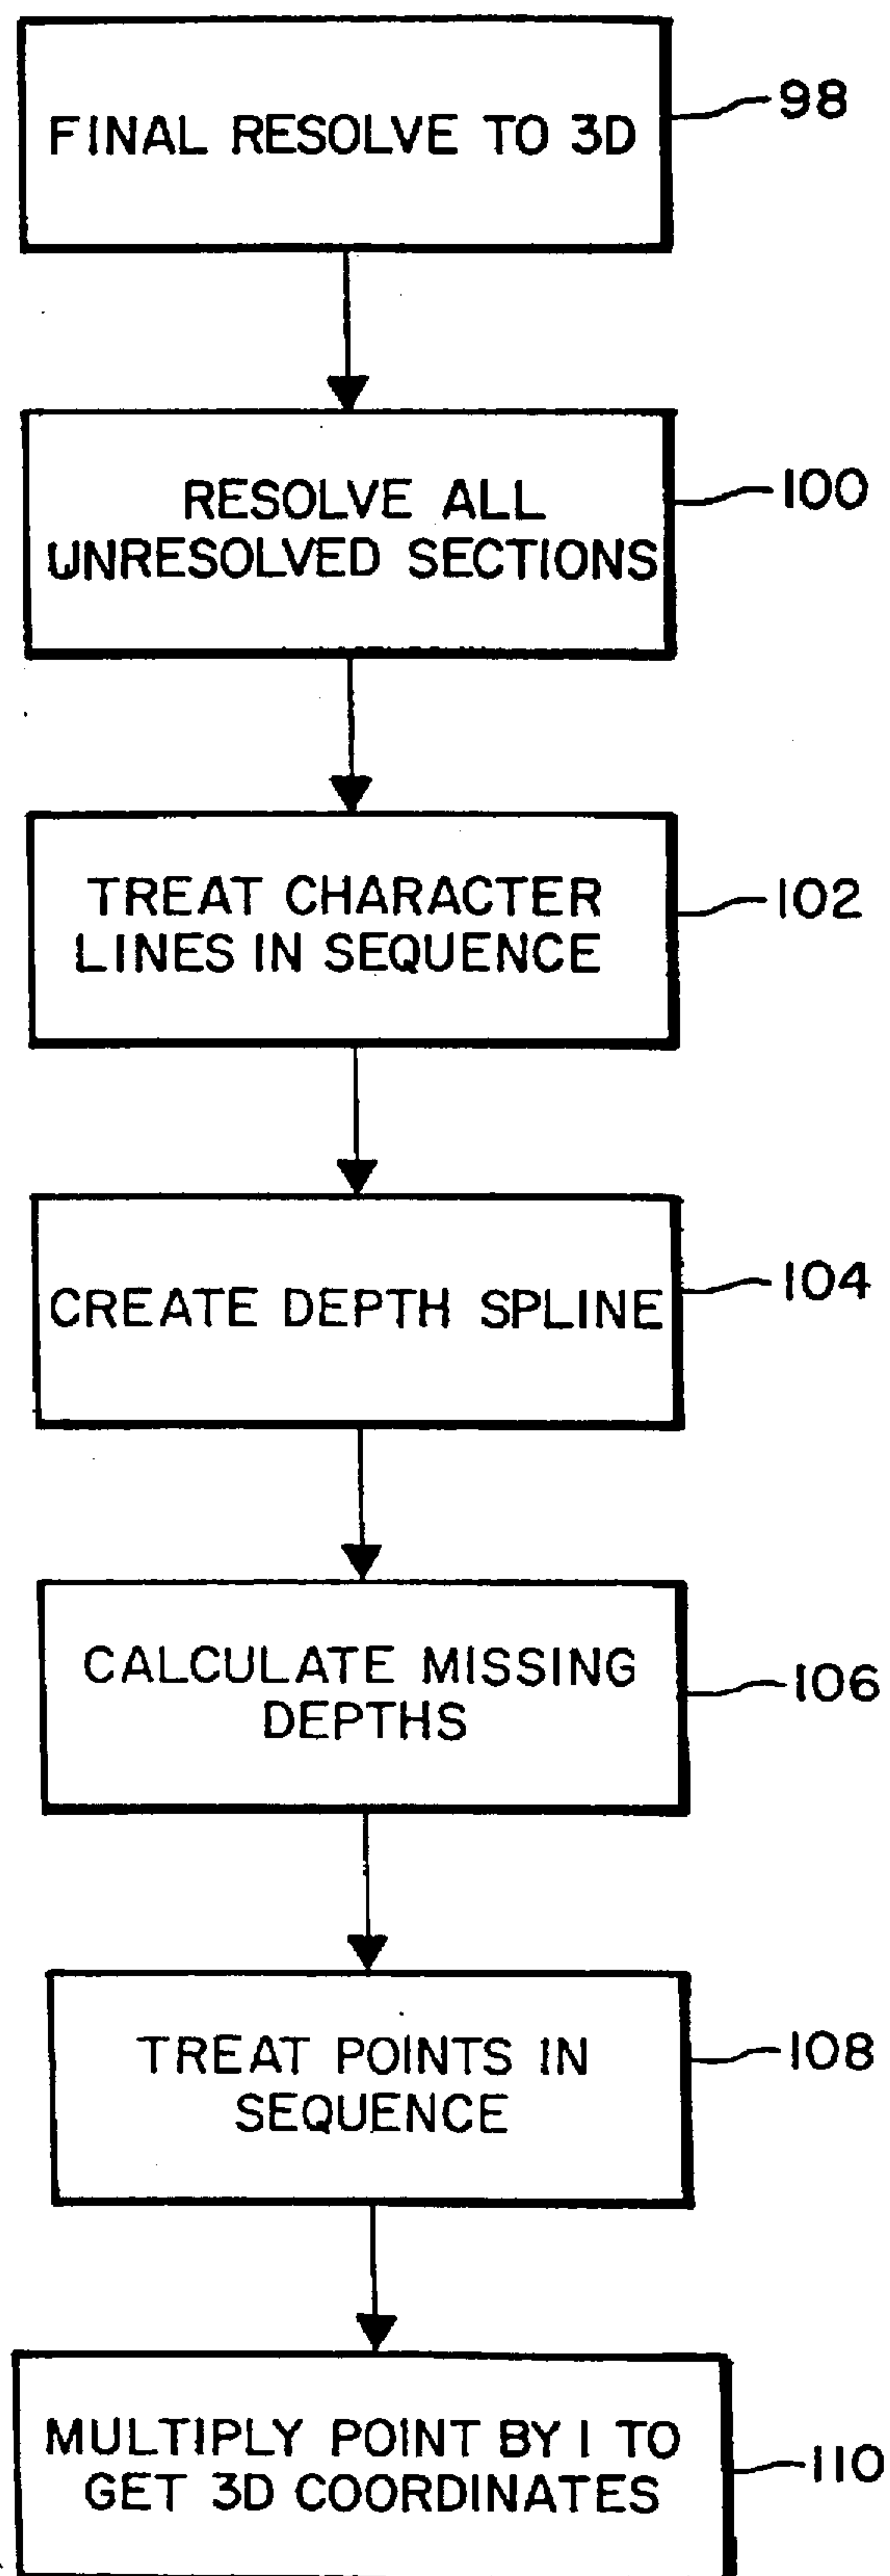 FINAL RESOLVE TO 3D
98
RESOLVE ALL
UNRESOLVED SECTIONS
100
TREAT CHARACTER
LINES IN SEQUENCE
102
CREATE DEPTH SPLINE
104
CALCULATE MISSING
DEPTHS
106
TREAT POINTS IN
SEQUENCE
108
MULTIPLY POINT BY I TO
GET 3D COORDINATES
110